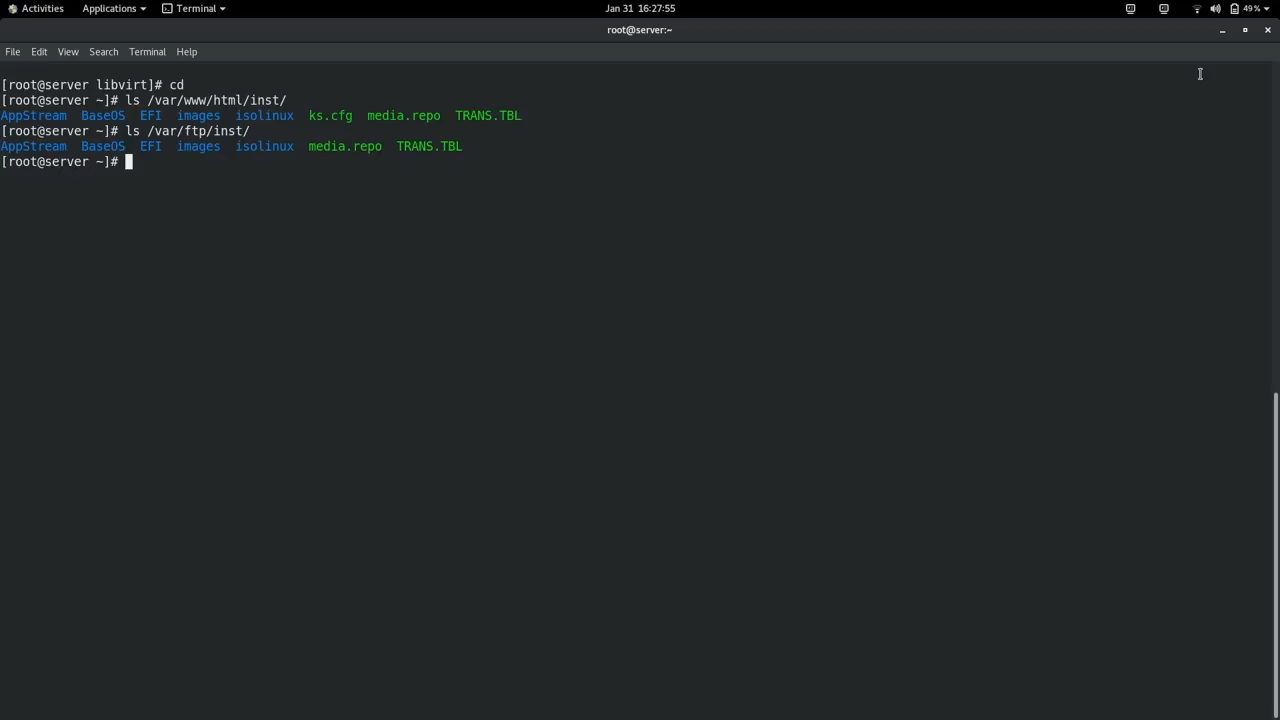 Activities Applications Terminal Jan 31 16:27:55 49%
root@server:~
File Edit View Search Terminal Help
[root@server libvirt]# cd
[root@server ~]# ls /var/www/html/inst/
AppStream BaseOS EFI images isolinux ks.cfg media.repo TRANS.TBL
[root@server ~]# ls /var/ftp/inst/
AppStream BaseOS EFI images isolinux media.repo TRANS.TBL
[root@server ~]#